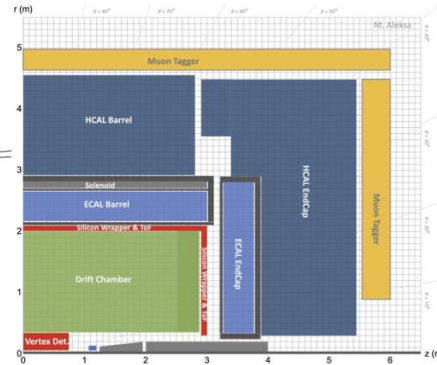 r (m)
M. Aleksa
5
Muon Tagger
4
HCAL Barrel
3
Solenoid
ECAL Barrel
Silicon Wrapper & ToF
2
Drift Chamber
Silicon Wrapper & ToF
ECAL EndCap
HCAL EndCap
Muon Tagger
1
Vertex Det.
0
0 1 2 3 4 5 6 z (m